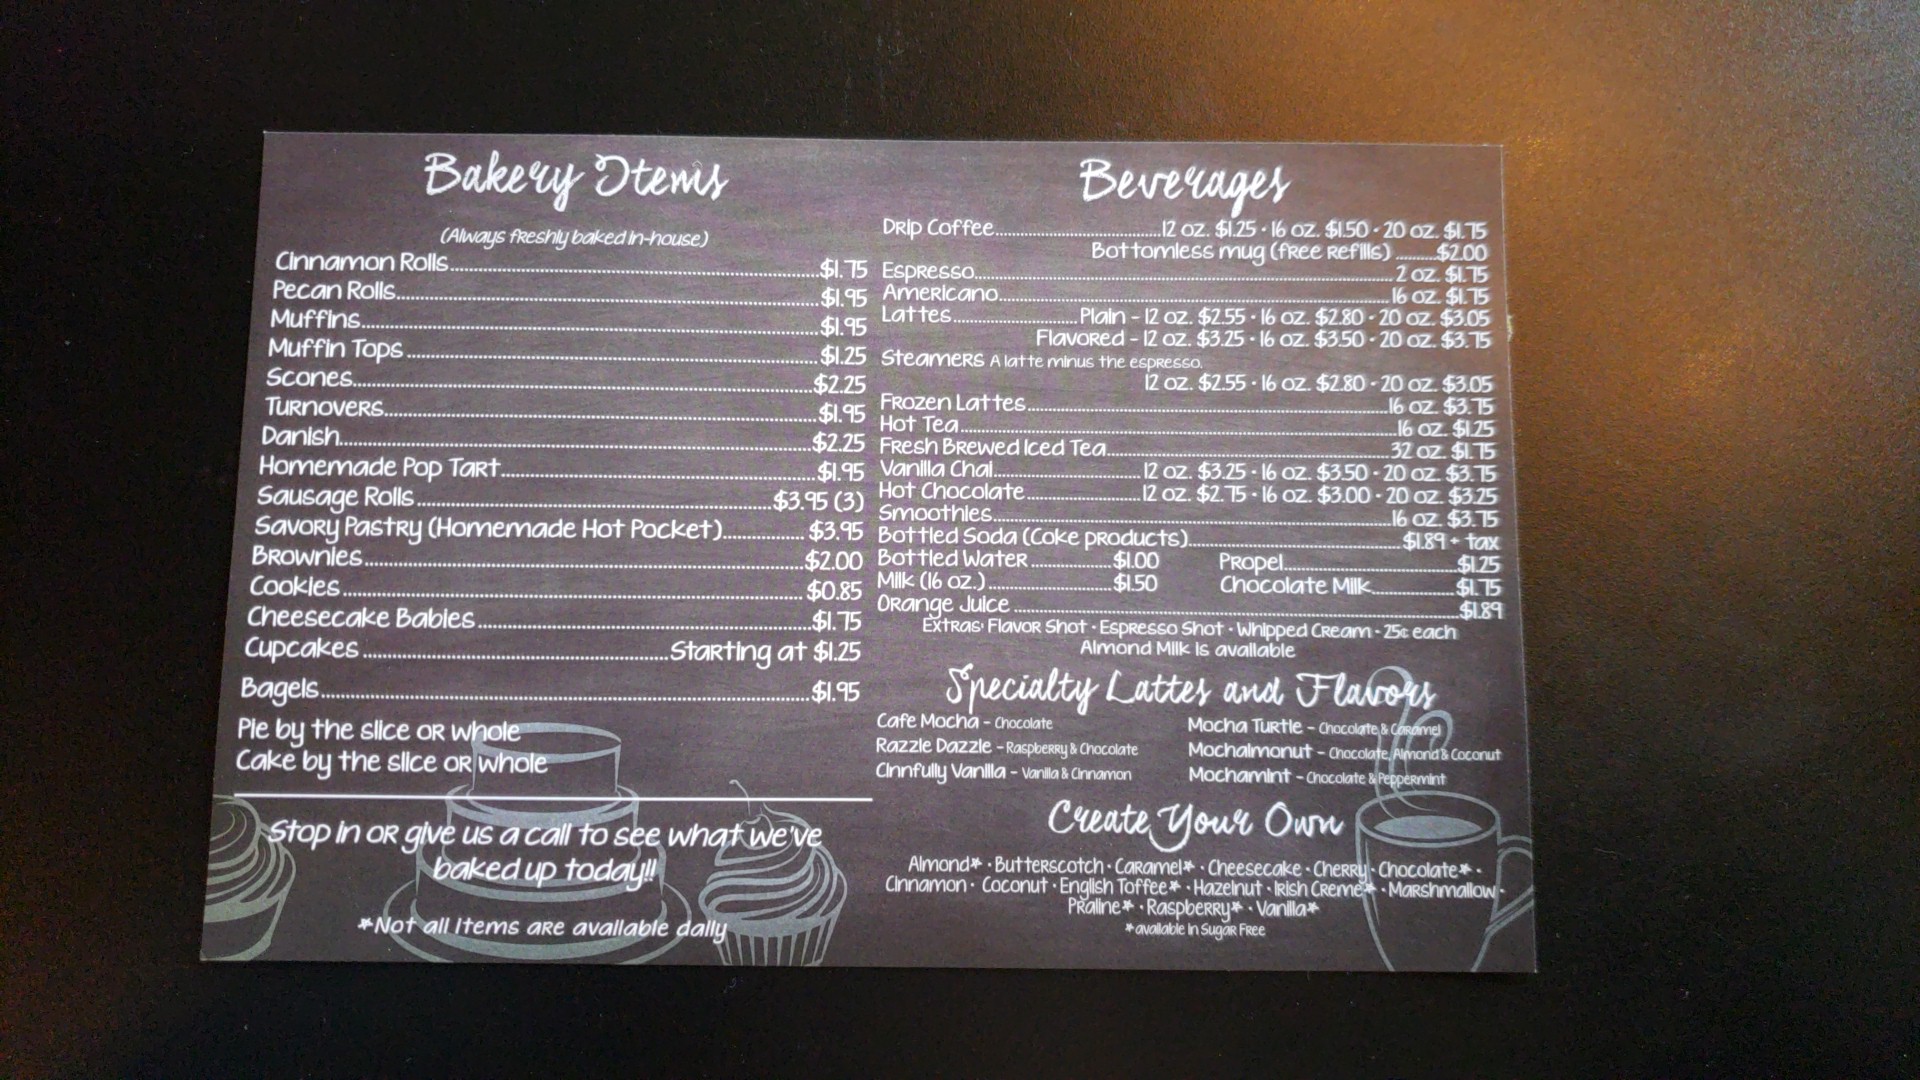 Bakery Items
(Always freshly baked in-house)
Cinnamon Rolls $1.75
Pecan Rolls $1.95
Muffins $1.95
Muffin Tops $1.25
Scones $2.25
Turnovers $1.95
Danish $2.25
Homemade Pop Tart $1.95
Sausage Rolls $3.95 (3)
Savory Pastry (Homemade Hot Pocket) $3.95
Brownies $2.00
Cookies $0.85
Cheesecake Babies $1.75
Cupcakes Starting at $1.25
Bagels $1.95
Pie by the slice or whole
Cake by the slice or whole
Stop in or give us a call to see what we've
baked up today!!
*Not all items are available daily
Beverages
Drip Coffee 12 oz. $1.25 • 16 oz. $1.50 • 20 oz. $1.75
Bottomless mug (free refills) $2.00
Espresso 2 oz. $1.75
Americano 16 oz. $1.75
Lattes Plain - 12 oz. $2.55 • 16 oz. $2.80 • 20 oz. $3.05
Flavored - 12 oz. $3.25 • 16 oz. $3.50 • 20 oz. $3.75
Steamers A latte minus the espresso.
12 oz. $2.55 • 16 oz. $2.80 • 20 oz. $3.05
Frozen Lattes 16 oz. $3.75
Hot Tea 16 oz. $1.25
Fresh Brewed Iced Tea 32 oz. $1.75
Vanilla Chai 12 oz. $3.25 • 16 oz. $3.50 • 20 oz. $3.75
Hot Chocolate 12 oz. $2.75 • 16 oz. $3.00 • 20 oz. $3.25
Smoothies 16 oz. $3.75
Bottled Soda (Coke products) $1.89 + tax
Bottled Water $1.00 Propel $1.25
Milk (16 oz.) $1.50 Chocolate Milk $1.75
Orange Juice $1.89
Extras: Flavor Shot • Espresso Shot • Whipped Cream • 25¢ each
Almond Milk is available
Specialty Lattes and Flavors
Cafe Mocha - Chocolate Mocha Turtle - Chocolate & Caramel
Razzle Dazzle - Raspberry & Chocolate Mochalmonut - Chocolate, Almond & Coconut
Cinnfully Vanilla - Vanilla & Cinnamon Mochamint - Chocolate & Peppermint
Create Your Own
Almond* • Butterscotch • Caramel* • Cheesecake • Cherry • Chocolate* •
Cinnamon • Coconut • English Toffee* • Hazelnut • Irish Creme* • Marshmallow •
Praline* • Raspberry* • Vanilla*
*available in Sugar Free